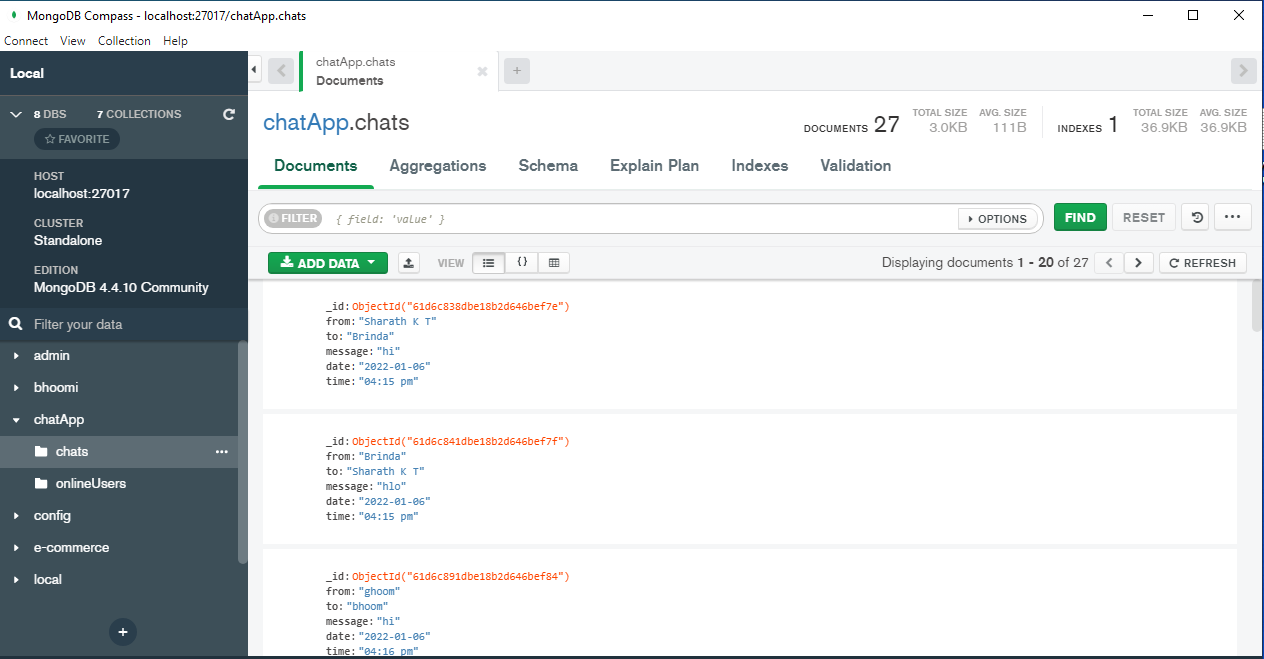 MongoDB Compass - localhost:27017/chatApp.chats
Connect View Collection Help
Local
8 DBS 7 COLLECTIONS
FAVORITE
HOST
localhost:27017
CLUSTER
Standalone
EDITION
MongoDB 4.4.10 Community
Filter your data
admin
bhoomi
chatApp
chats
onlineUsers
config
e-commerce
local
chatApp.chats
Documents
chatApp.chats
DOCUMENTS 27 TOTAL SIZE 3.0KB AVG. SIZE 111B INDEXES 1 TOTAL SIZE 36.9KB AVG. SIZE 36.9KB
Documents Aggregations Schema Explain Plan Indexes Validation
FILTER { field: 'value' } OPTIONS FIND RESET
ADD DATA VIEW {} Displaying documents 1 - 20 of 27 REFRESH
_id: ObjectId("61d6c838dbe18b2d646bef7e")
from: "Sharath K T"
to: "Brinda"
message: "hi"
date: "2022-01-06"
time: "04:15 pm"
_id: ObjectId("61d6c841dbe18b2d646bef7f")
from: "Brinda"
to: "Sharath K T"
message: "hlo"
date: "2022-01-06"
time: "04:15 pm"
_id: ObjectId("61d6c891dbe18b2d646bef84")
from: "ghoom"
to: "bhoom"
message: "hi"
date: "2022-01-06"
time: "04:16 pm"